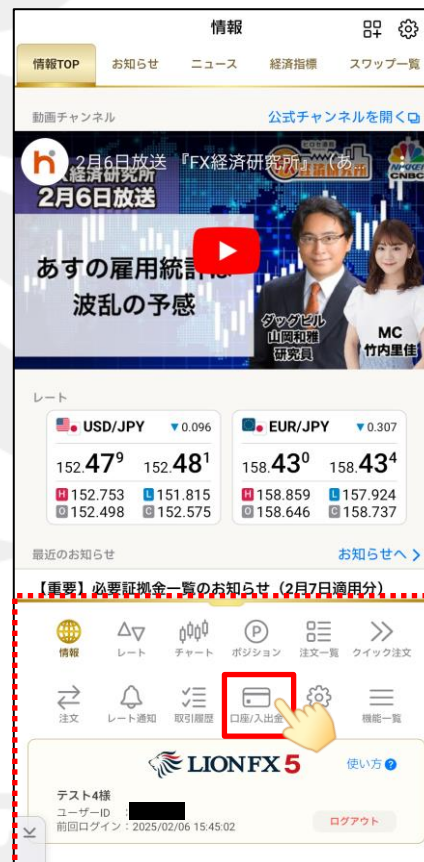 情報
情報TOP お知らせ ニュース 経済指標 スワップ一覧
動画チャンネル 公式チャンネルを開く
h 2月6日放送 『FX経済研究所』 (あ...
2月6日放送
NIKKEI CNBC
あすの雇用統計は
波乱の予感
ダッグビル
山岡和雅
研究員
MC
竹内里佳
レート
USD/JPY ▼0.096 EUR/JPY ▼0.307
152.47⁹ 152.48¹ 158.43⁰ 158.43⁴
H 152.753 L 151.815 H 158.859 L 157.924
O 152.498 C 152.575 O 158.646 C 158.737
最近のお知らせ お知らせへ
【重要】必要証拠金一覧のお知らせ(2月7日適用分)
情報 レート チャート ポジション 注文一覧 クイック注文
注文 レート通知 取引履歴 口座/入出金 機能一覧
LION FX 5 使い方 ?
テスト4様
ユーザーID :
前回ログイン:2025/02/06 15:45:02
ログアウト